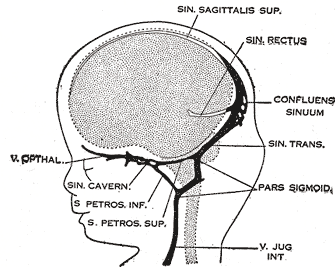 SIN. SAGITTALIS SUP.
SIN. RECTUS
CONFLUENS
SINUUM
SIN. TRANS.
V. OPTHAL.
SIN. CAVERN.
S PETROS. INF.
S. PETROS. SUP.
PARS SIGMOID.
V. JUG
INT.